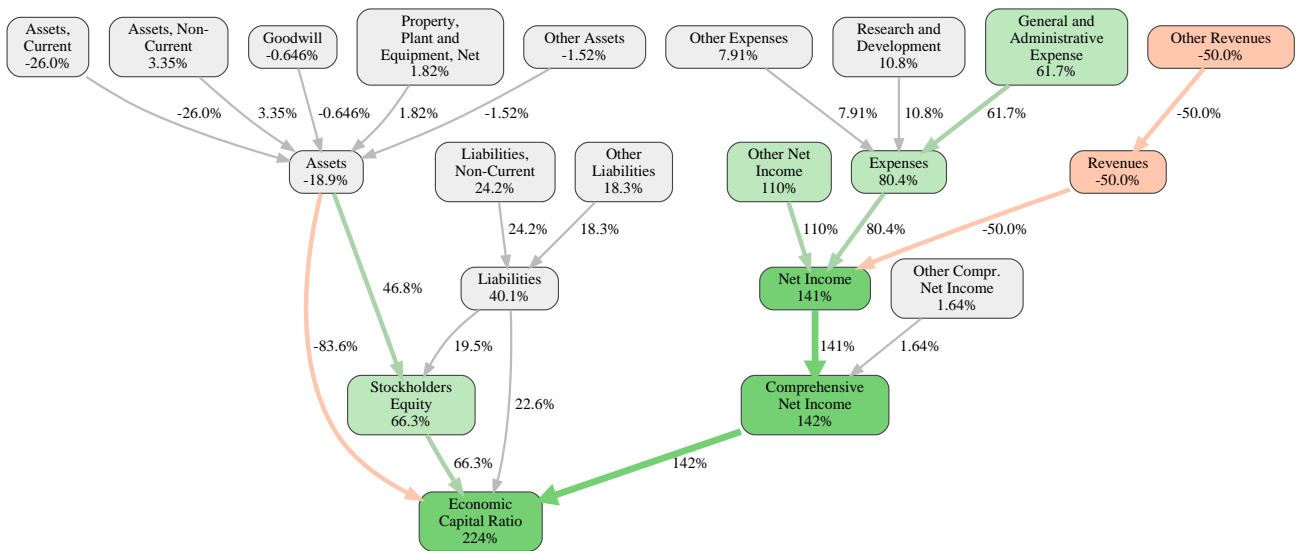 Assets,
Current
-26.0%
Assets, Non-
Current
3.35%
Goodwill
-0.646%
Property,
Plant and
Equipment, Net
1.82%
Other Assets
-1.52%
Other Expenses
7.91%
Research and
Development
10.8%
General and
Administrative
Expense
61.7%
Other Revenues
-50.0%
-26.0%
3.35%
-0.646%
1.82%
-1.52%
7.91%
10.8%
61.7%
-50.0%
Assets
-18.9%
Liabilities,
Non-Current
24.2%
Other
Liabilities
18.3%
Other Net
Income
110%
Expenses
80.4%
Revenues
-50.0%
24.2%
18.3%
110%
80.4%
-50.0%
Liabilities
40.1%
Net Income
141%
Other Compr.
Net Income
1.64%
46.8%
-83.6%
19.5%
141%
1.64%
Stockholders
Equity
66.3%
22.6%
Comprehensive
Net Income
142%
66.3%
142%
Economic
Capital Ratio
224%